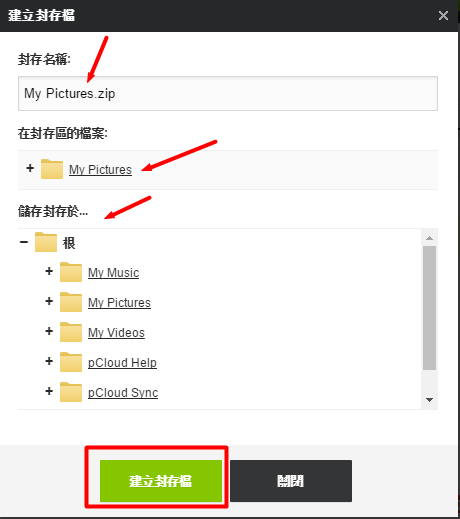 建立封存檔
封存名稱:
My Pictures.zip
在封存區的檔案:
My Pictures
儲存封存於...
根
My Music
My Pictures
My Videos
pCloud Help
pCloud Sync
建立封存檔
關閉